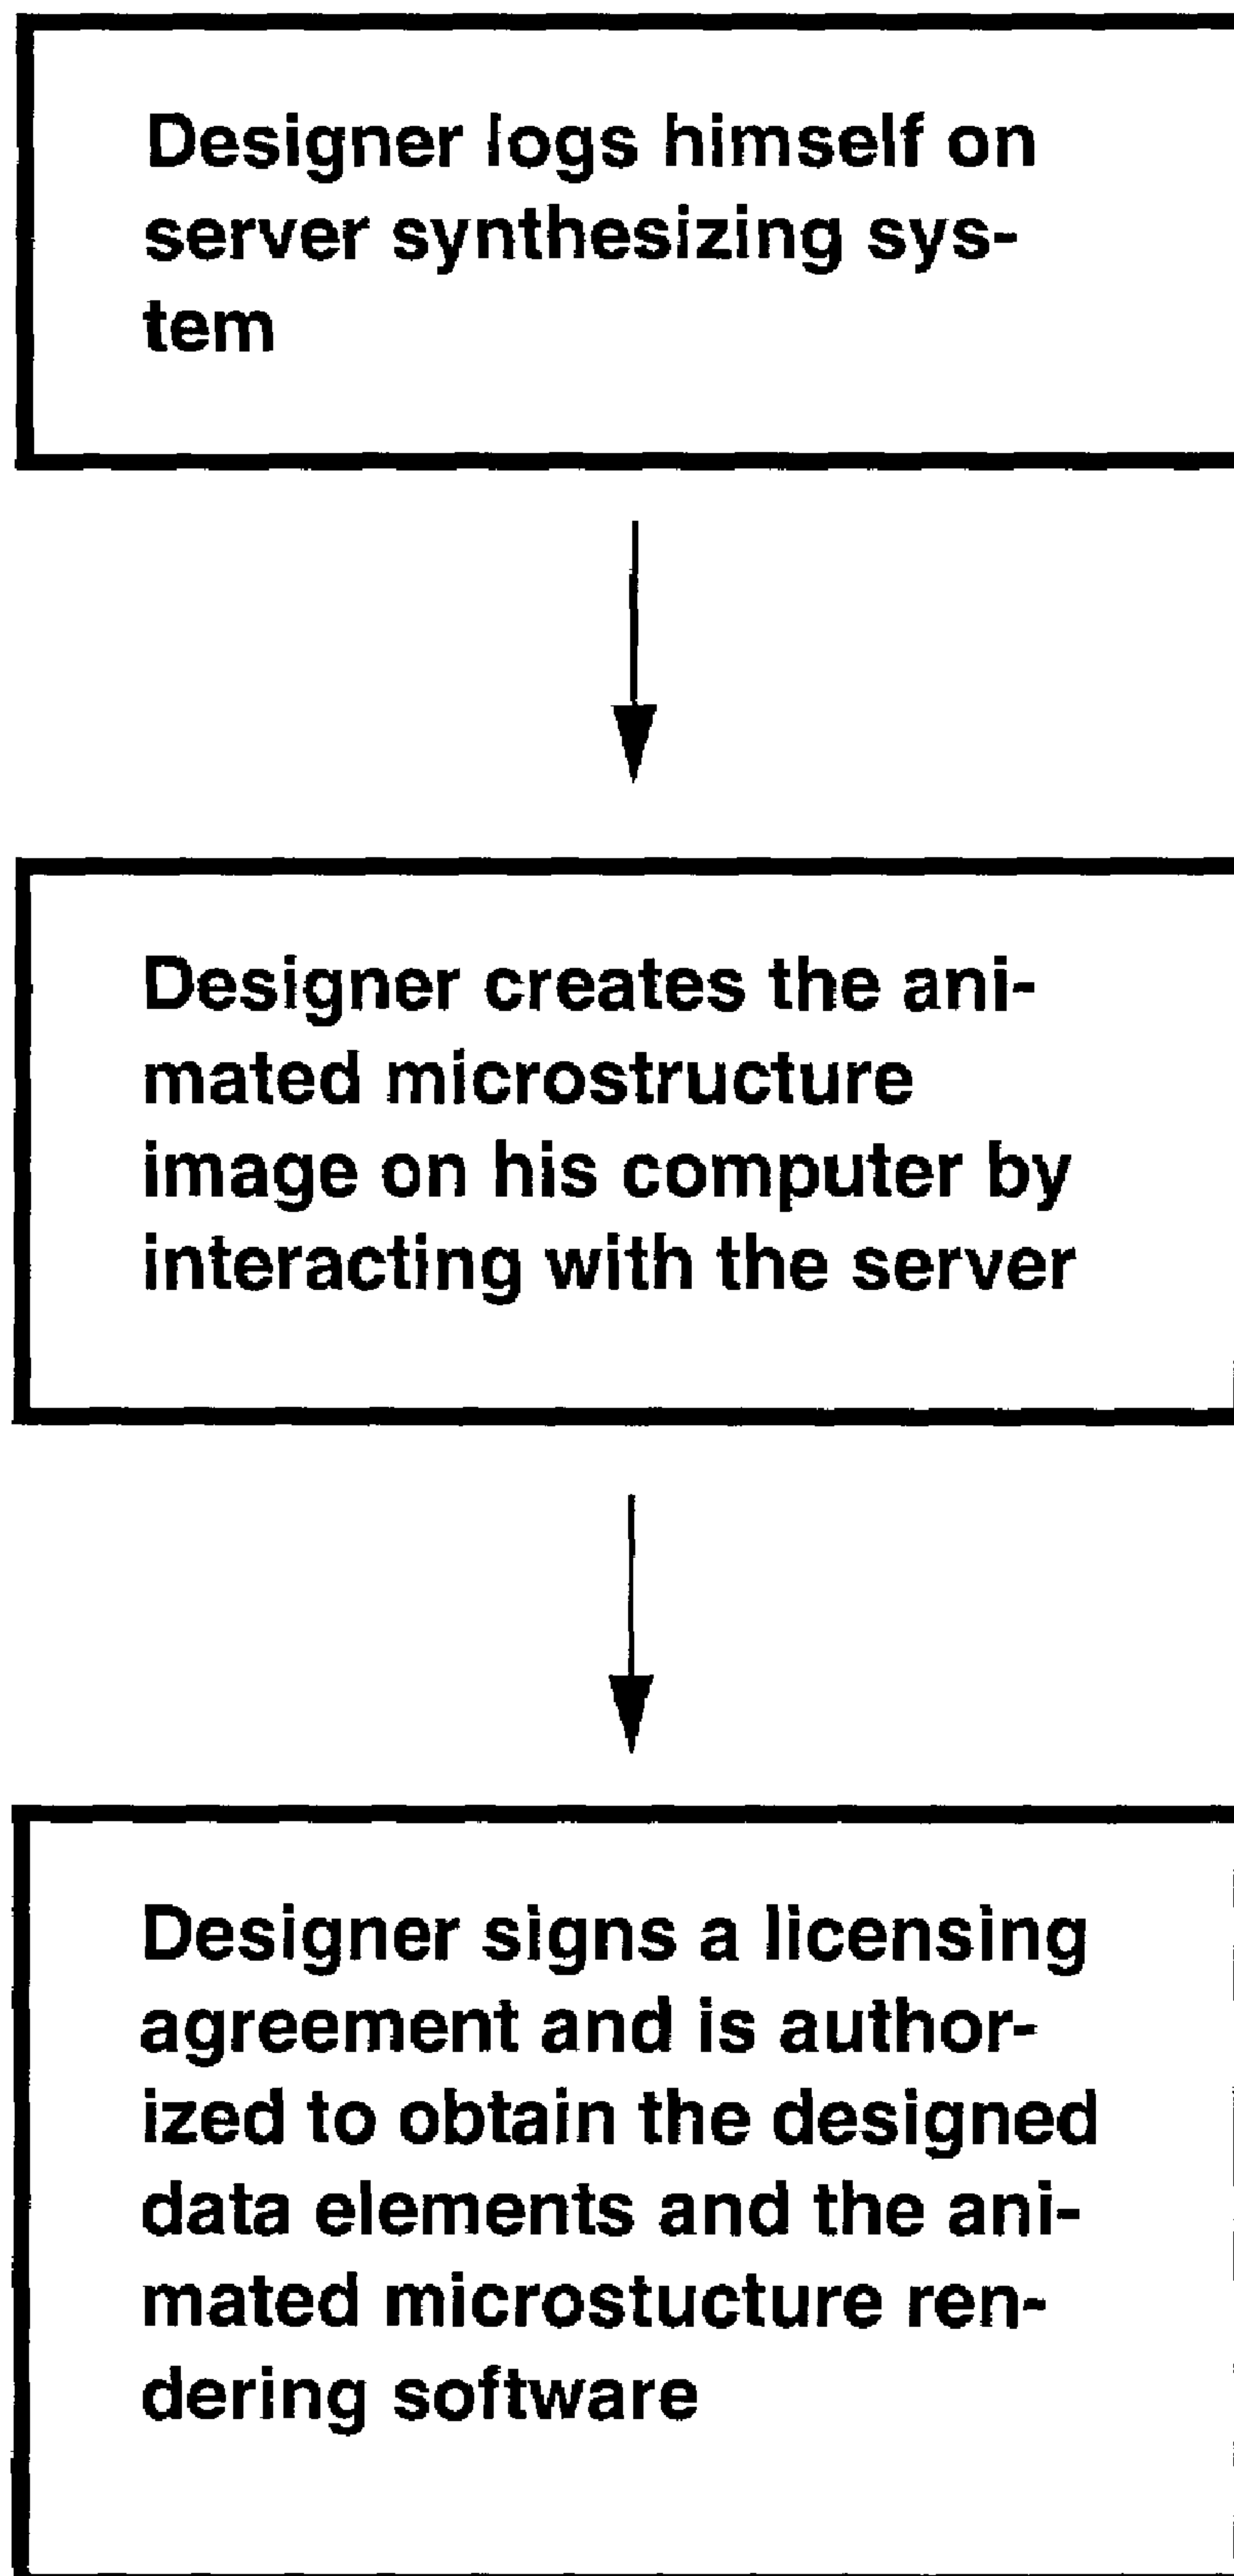 Designer logs himself on
server synthesizing sys-
tem
Designer creates the ani-
mated microstructure
image on his computer by
interacting with the server
Designer signs a licensing
agreement and is author-
ized to obtain the designed
data elements and the ani-
mated microstucture ren-
dering software